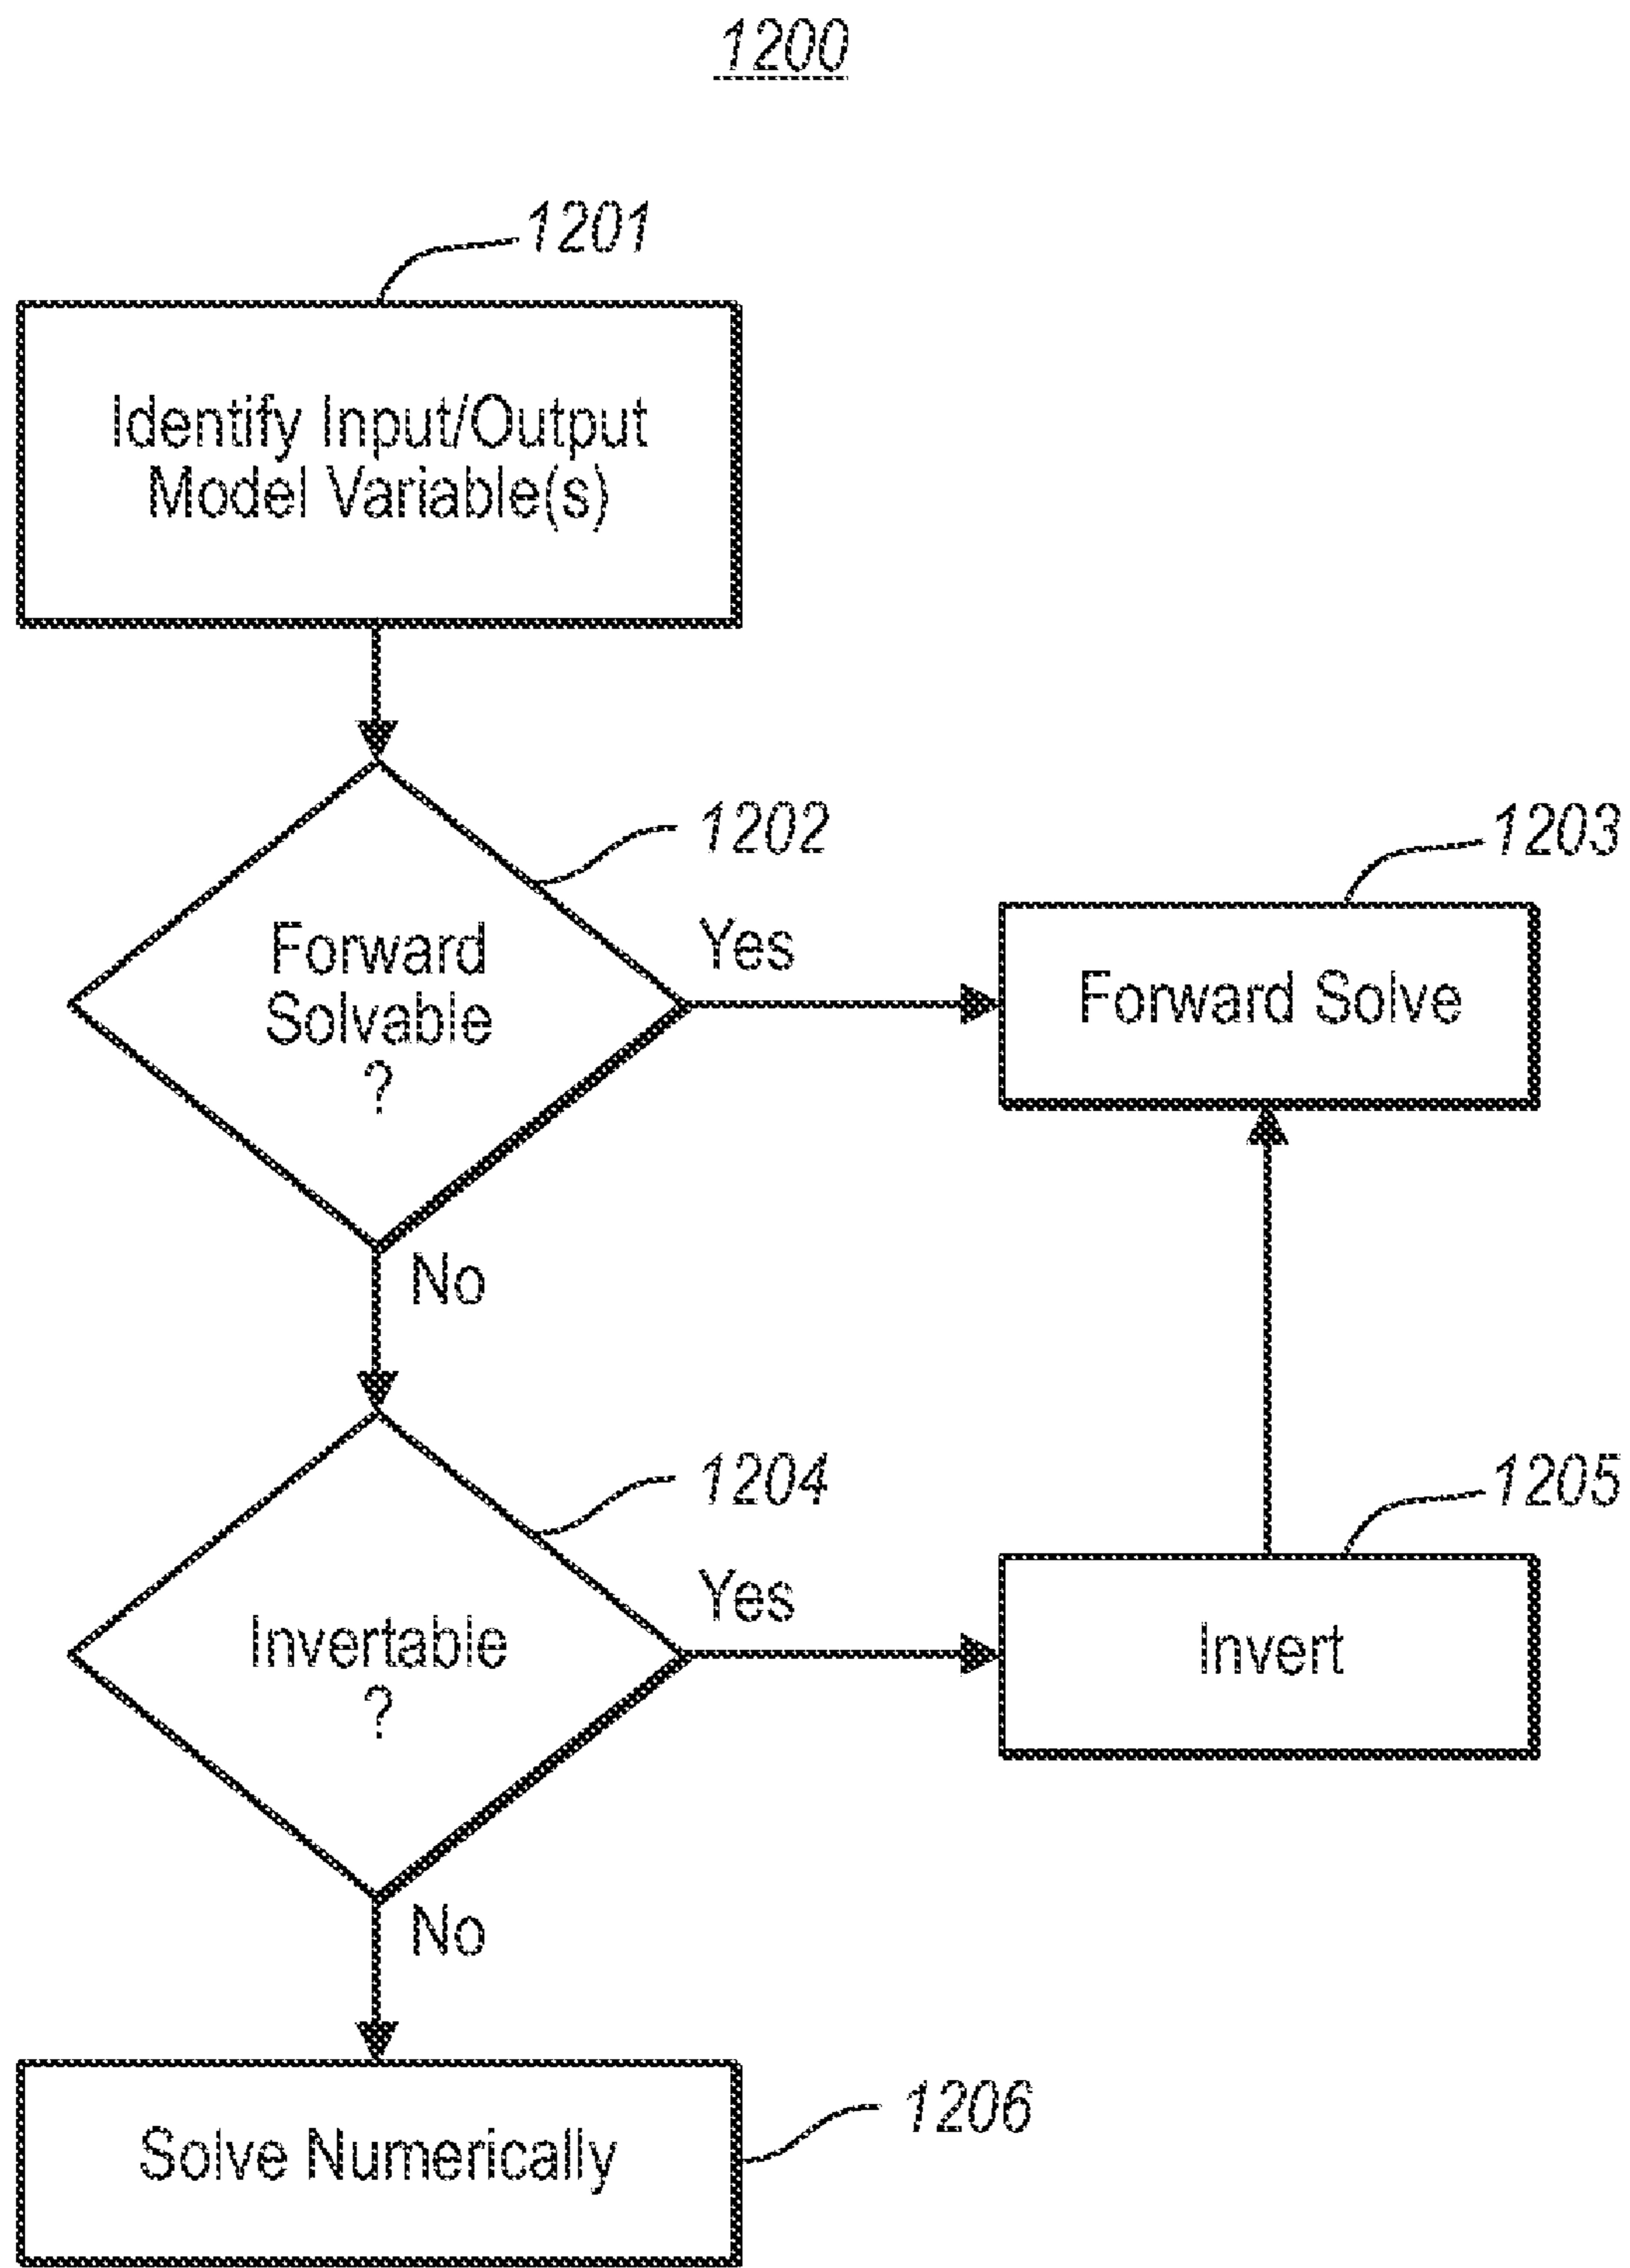 1200
1201
Identify Input/Output
Model Variable(s)
1202
Forward
Solvable
?
Yes
1203
Forward Solve
No
1204
Invertable
?
Yes
1205
Invert
No
1206
Solve Numerically